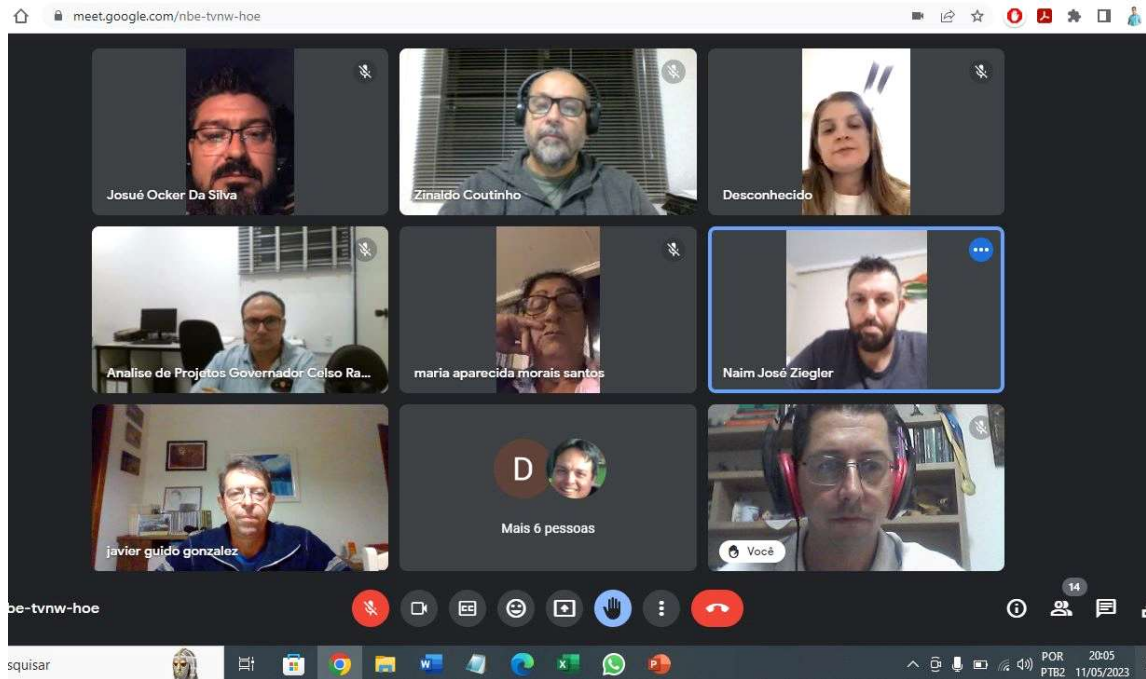 meet.google.com/nbe-tvnw-hoe
Josué Ocker Da Silva
Zinaldo Coutinho
Desconhecido
Analise de Projetos Governador Celso Ra...
maria aparecida morais santos
Naim José Ziegler
javier guido gonzalez
D
Mais 6 pessoas
Você
be-tvnw-hoe
14
squisar
POR 20:05
PTB2 11/05/2023